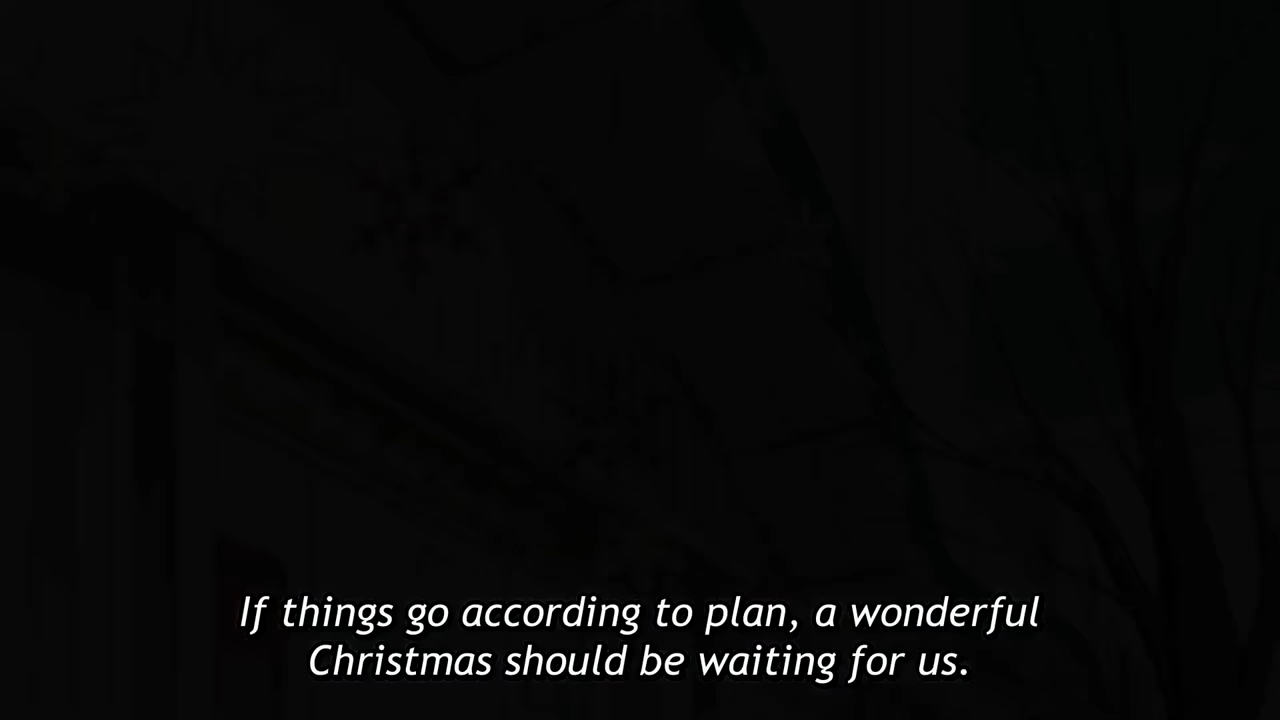 If things go according to plan, a wonderful
Christmas should be waiting for us.